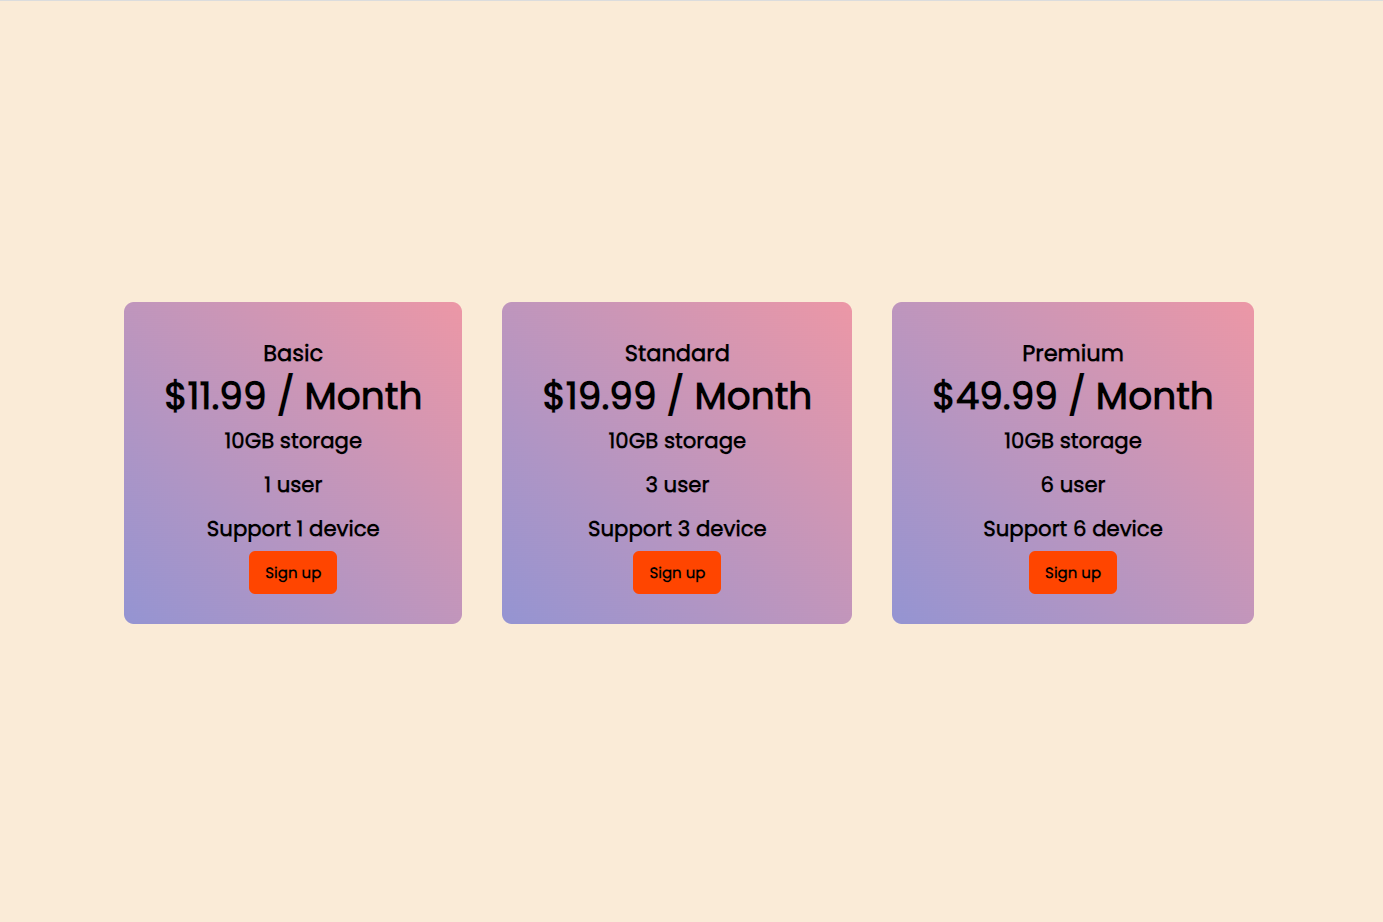 Basic
$11.99 / Month
10GB storage
1 user
Support 1 device
Sign up
Standard
$19.99 / Month
10GB storage
3 user
Support 3 device
Sign up
Premium
$49.99 / Month
10GB storage
6 user
Support 6 device
Sign up